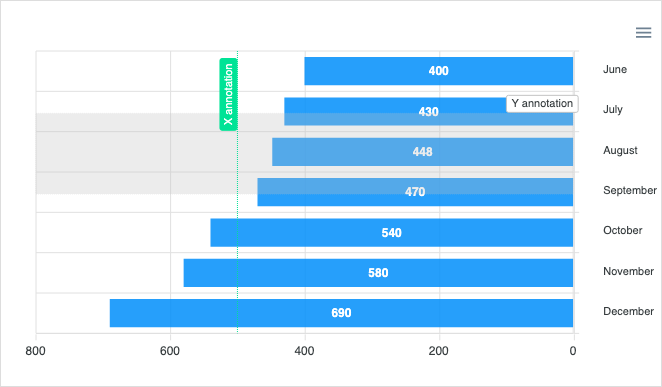 X annotation
400
June
Y annotation
430
July
448
August
470
September
540
October
580
November
690
December
800
600
400
200
0